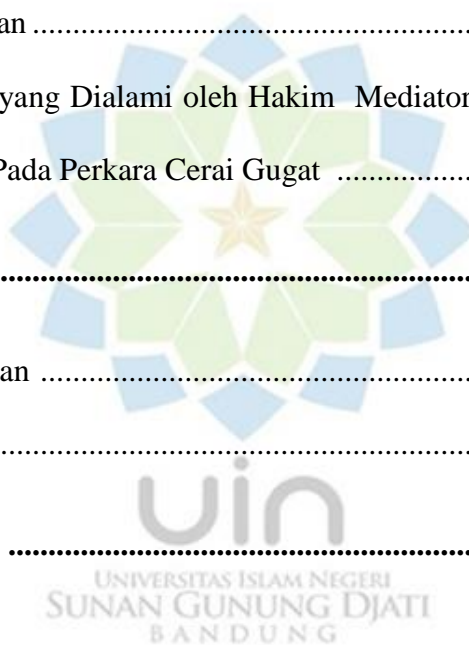 an ................................................
yang Dialami oleh Hakim Mediator
Pada Perkara Cerai Gugat ..................
................................................
an ................................................
................................................
................................................
uin
UNIVERSITAS ISLAM NEGERI
SUNAN GUNUNG DJATI
BANDUNG